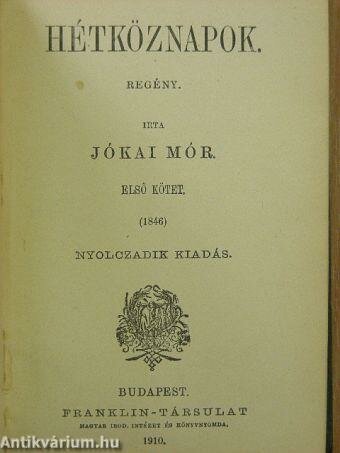 HÉTKÖZNAPOK.
REGÉNY.
IRTA
JÓKAI MÓR.
ELSŐ KÖTET.
(1846)
NYOLCZADIK KIADÁS.
BUDAPEST.
FRANKLIN-TÁRSULAT
MAGYAR IROD. INTÉZET ÉS KÖNYVNYOMDA.
1910.
Antikvárium.hu